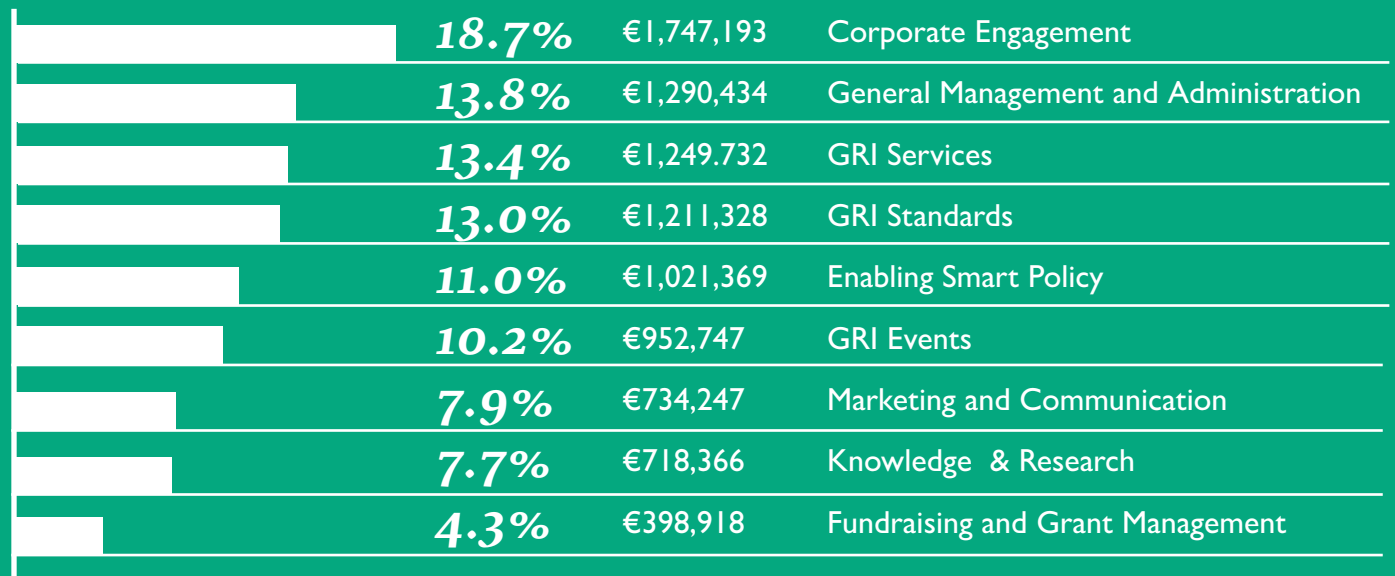 18.7% €1,747,193 Corporate Engagement
13.8% €1,290,434 General Management and Administration
13.4% €1,249.732 GRI Services
13.0% €1,211,328 GRI Standards
11.0% €1,021,369 Enabling Smart Policy
10.2% €952,747 GRI Events
7.9% €734,247 Marketing and Communication
7.7% €718,366 Knowledge & Research
4.3% €398,918 Fundraising and Grant Management